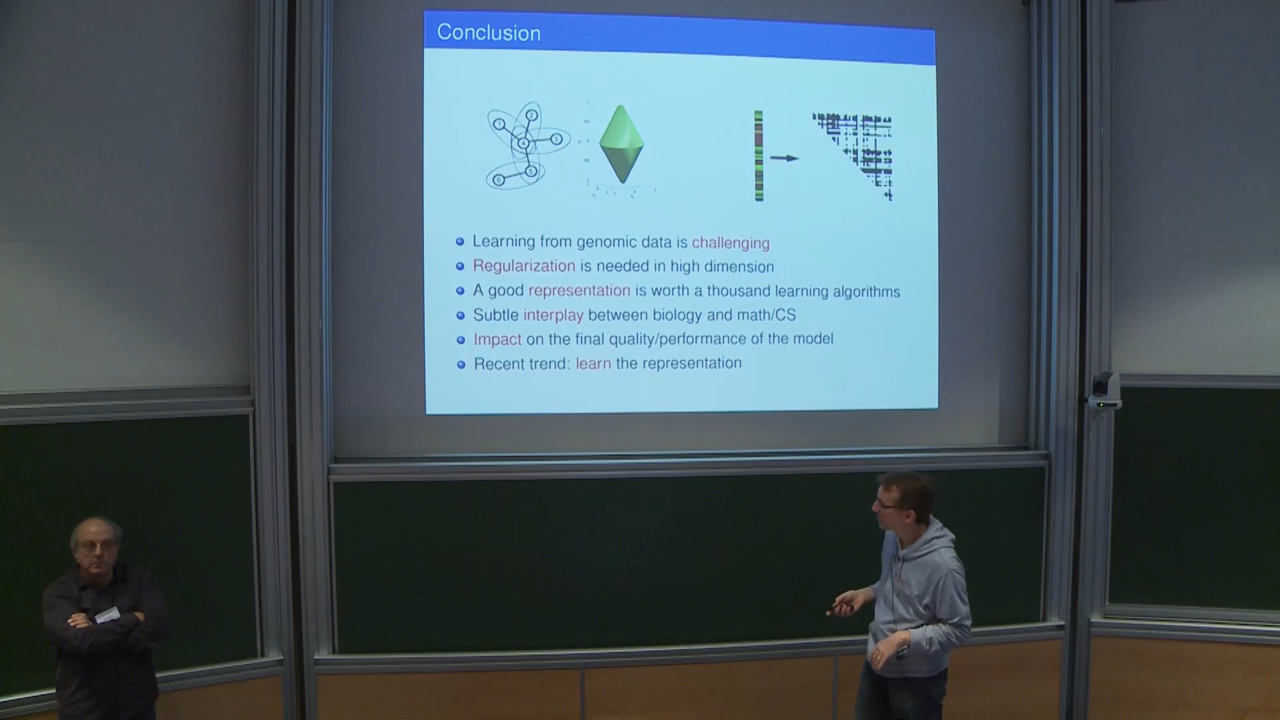 Conclusion
Learning from genomic data is challenging
Regularization is needed in high dimension
A good representation is worth a thousand learning algorithms
Subtle interplay between biology and math/CS
Impact on the final quality/performance of the model
Recent trend: learn the representation